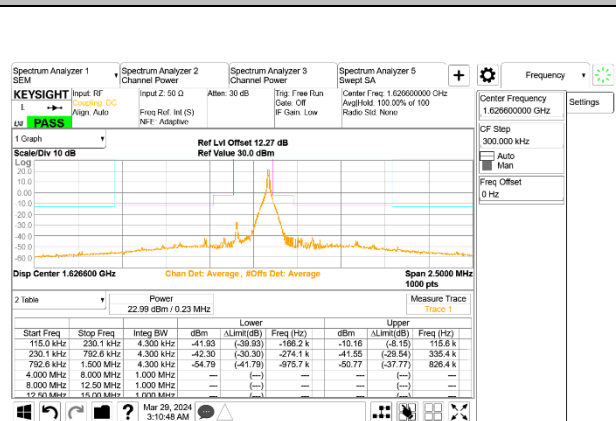 Spectrum Analyzer 1
SEM
Spectrum Analyzer 2
Channel Power
Spectrum Analyzer 3
Channel Power
Spectrum Analyzer 5
Swept SA
+
Frequency
KEYSIGHT
L
PASS
Input: RF
Coupling: DC
Align: Auto
Input Z: 50 Ω
Freq Ref: Int (S)
NFE: Adaptive
Atten: 30 dB
Trig: Free Run
Gate: Off
IF Gain: Low
Center Freq: 1.626600000 GHz
Avg|Hold: 100.00% of 100
Radio Std: None
Center Frequency
1.626600000 GHz
Settings
CF Step
300.000 kHz
Auto
Man
Freq Offset
0 Hz
1 Graph
Scale/Div 10 dB
Ref Lvl Offset 12.27 dB
Ref Value 30.0 dBm
Log
20.0
10.0
0.00
-10.0
-20.0
-30.0
-40.0
-50.0
-60.0
Disp Center 1.626600 GHz
Chan Det: Average, #Offs Det: Average
Span 2.5000 MHz
1000 pts
2 Table
Power
22.99 dBm / 0.23 MHz
Measure Trace
Trace 1
Lower Upper
Start Freq Stop Freq Integ BW dBm ΔLimit(dB) Freq (Hz) dBm ΔLimit(dB) Freq (Hz)
115.0 kHz 230.1 kHz 4.300 kHz -41.93 (-39.93) -166.2 k -10.16 (-8.15) 115.6 k
230.1 kHz 792.6 kHz 4.300 kHz -42.30 (-30.30) -274.1 k -41.55 (-29.54) 335.4 k
792.6 kHz 1.500 MHz 4.300 kHz -54.79 (-41.79) -975.7 k -50.77 (-37.77) 826.4 k
4.000 MHz 8.000 MHz 1.000 MHz --- (---) --- --- (---) ---
8.000 MHz 12.50 MHz 1.000 MHz --- (---) --- --- (---) ---
12.50 MHz 15.00 MHz 1.000 MHz --- (---) --- --- (---) ---
?
Mar 29, 2024
3:10:48 AM